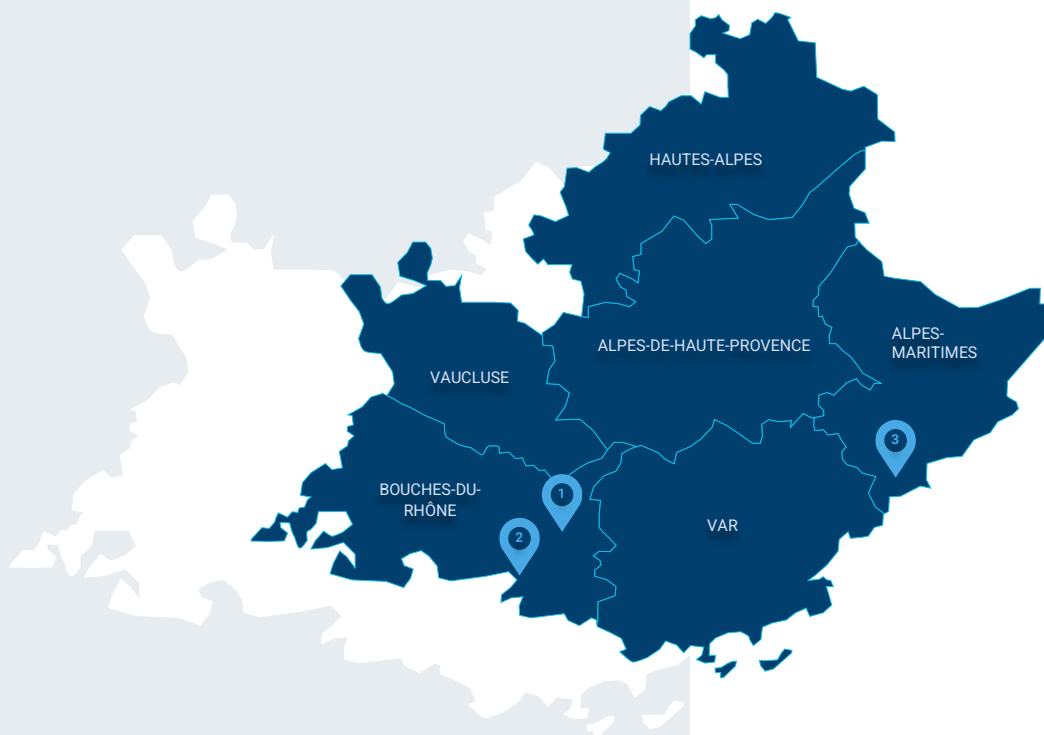 HAUTES-ALPES
ALPES-DE-HAUTE-PROVENCE
ALPES-
MARITIMES
VAUCLUSE
3
BOUCHES-DU-
RHÔNE
1
VAR
2